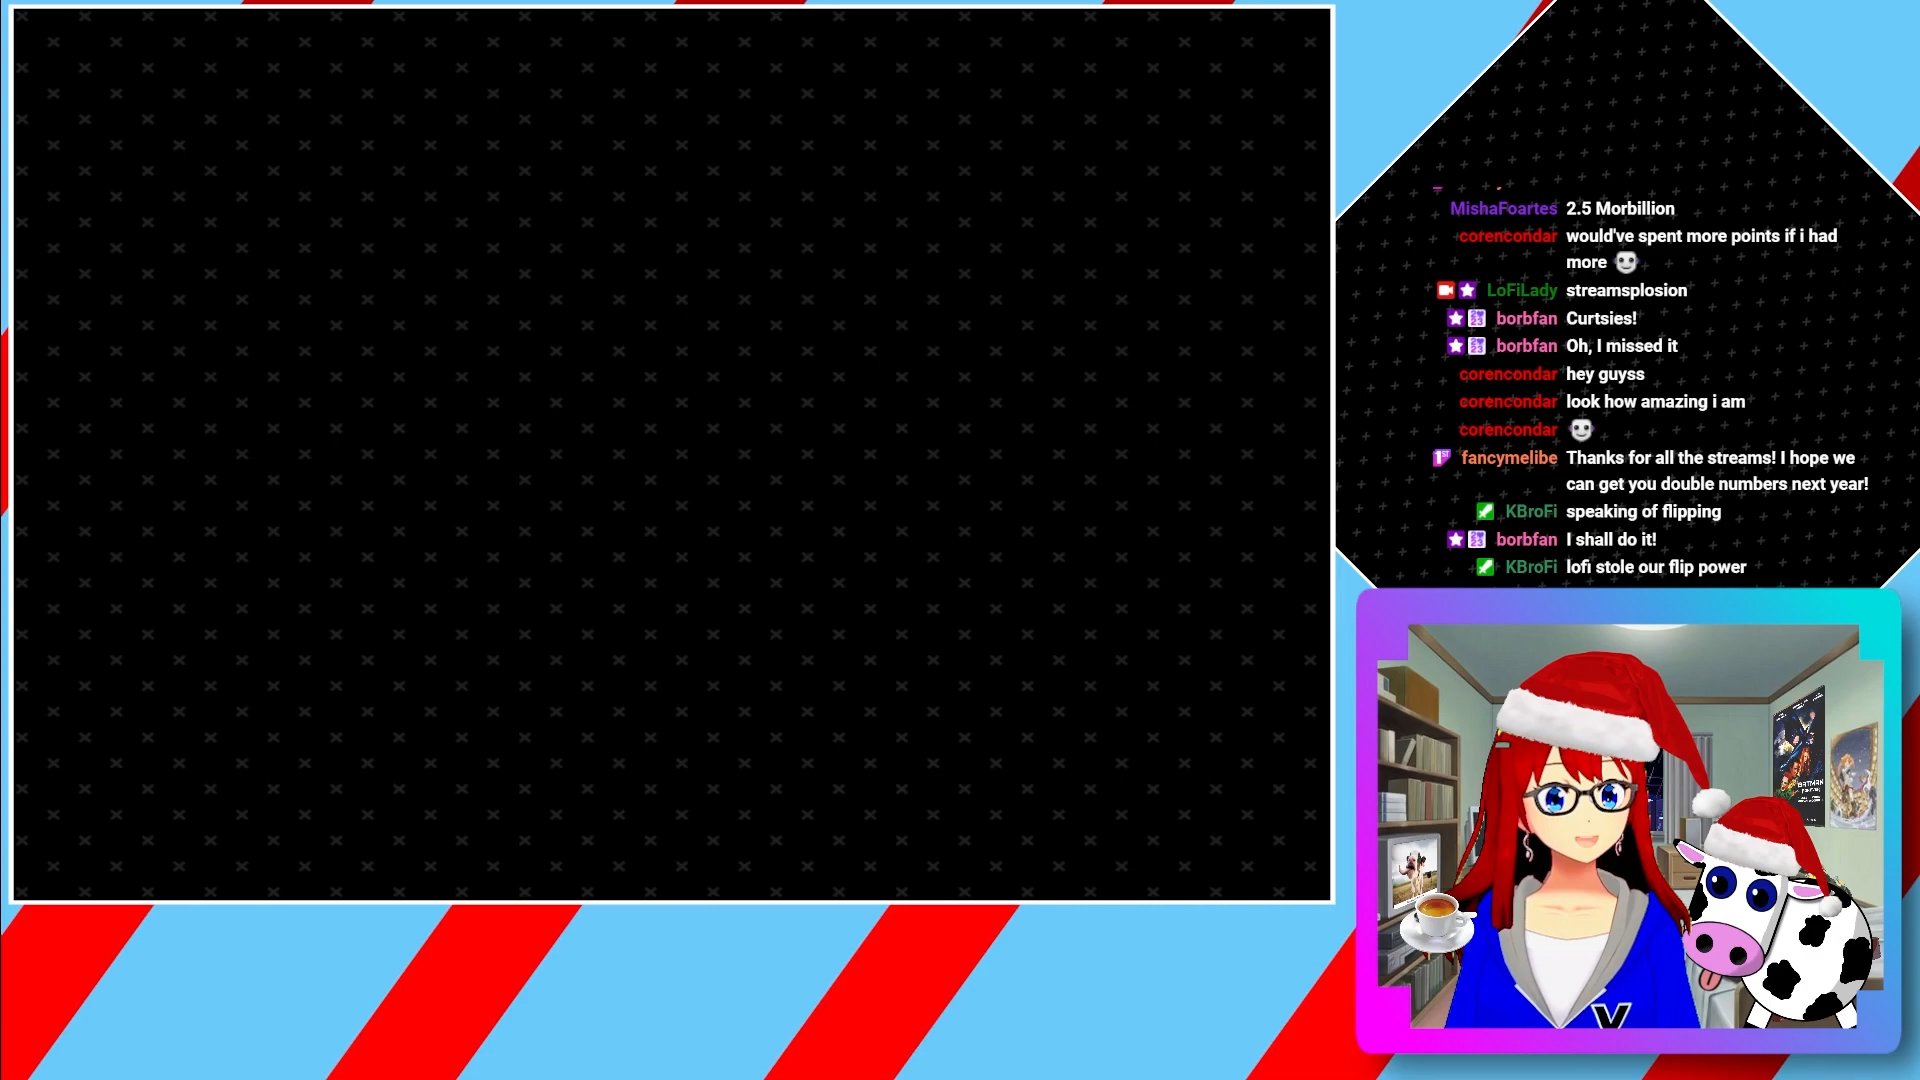 MishaFoartes 2.5 Morbillion
corencondar would've spent more points if i had
more
LoFiLady streamsplosion
borbfan Curtsies!
borbfan Oh, I missed it
corencondar hey guyss
corencondar look how amazing i am
corencondar
1ST fancymelibe Thanks for all the streams! I hope we
can get you double numbers next year!
KBroFi speaking of flipping
borbfan I shall do it!
KBroFi lofi stole our flip power
BATMAN
V